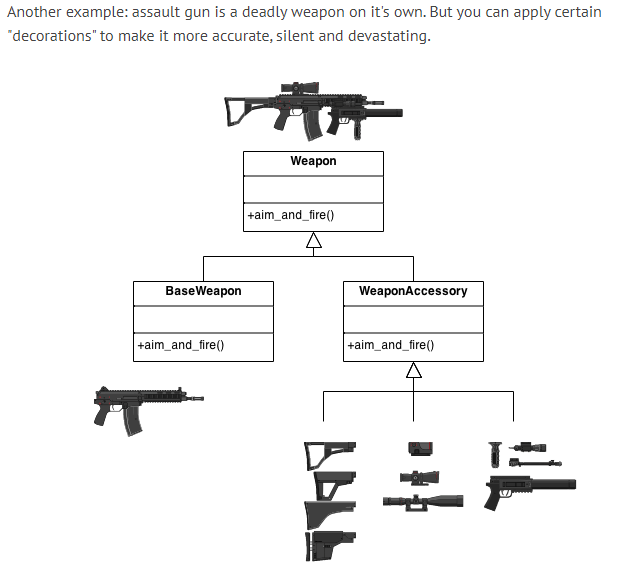 Another example: assault gun is a deadly weapon on it's own. But you can apply certain
"decorations" to make it more accurate, silent and devastating.
Weapon
+aim_and_fire()
BaseWeapon
WeaponAccessory
+aim_and_fire()
+aim_and_fire()